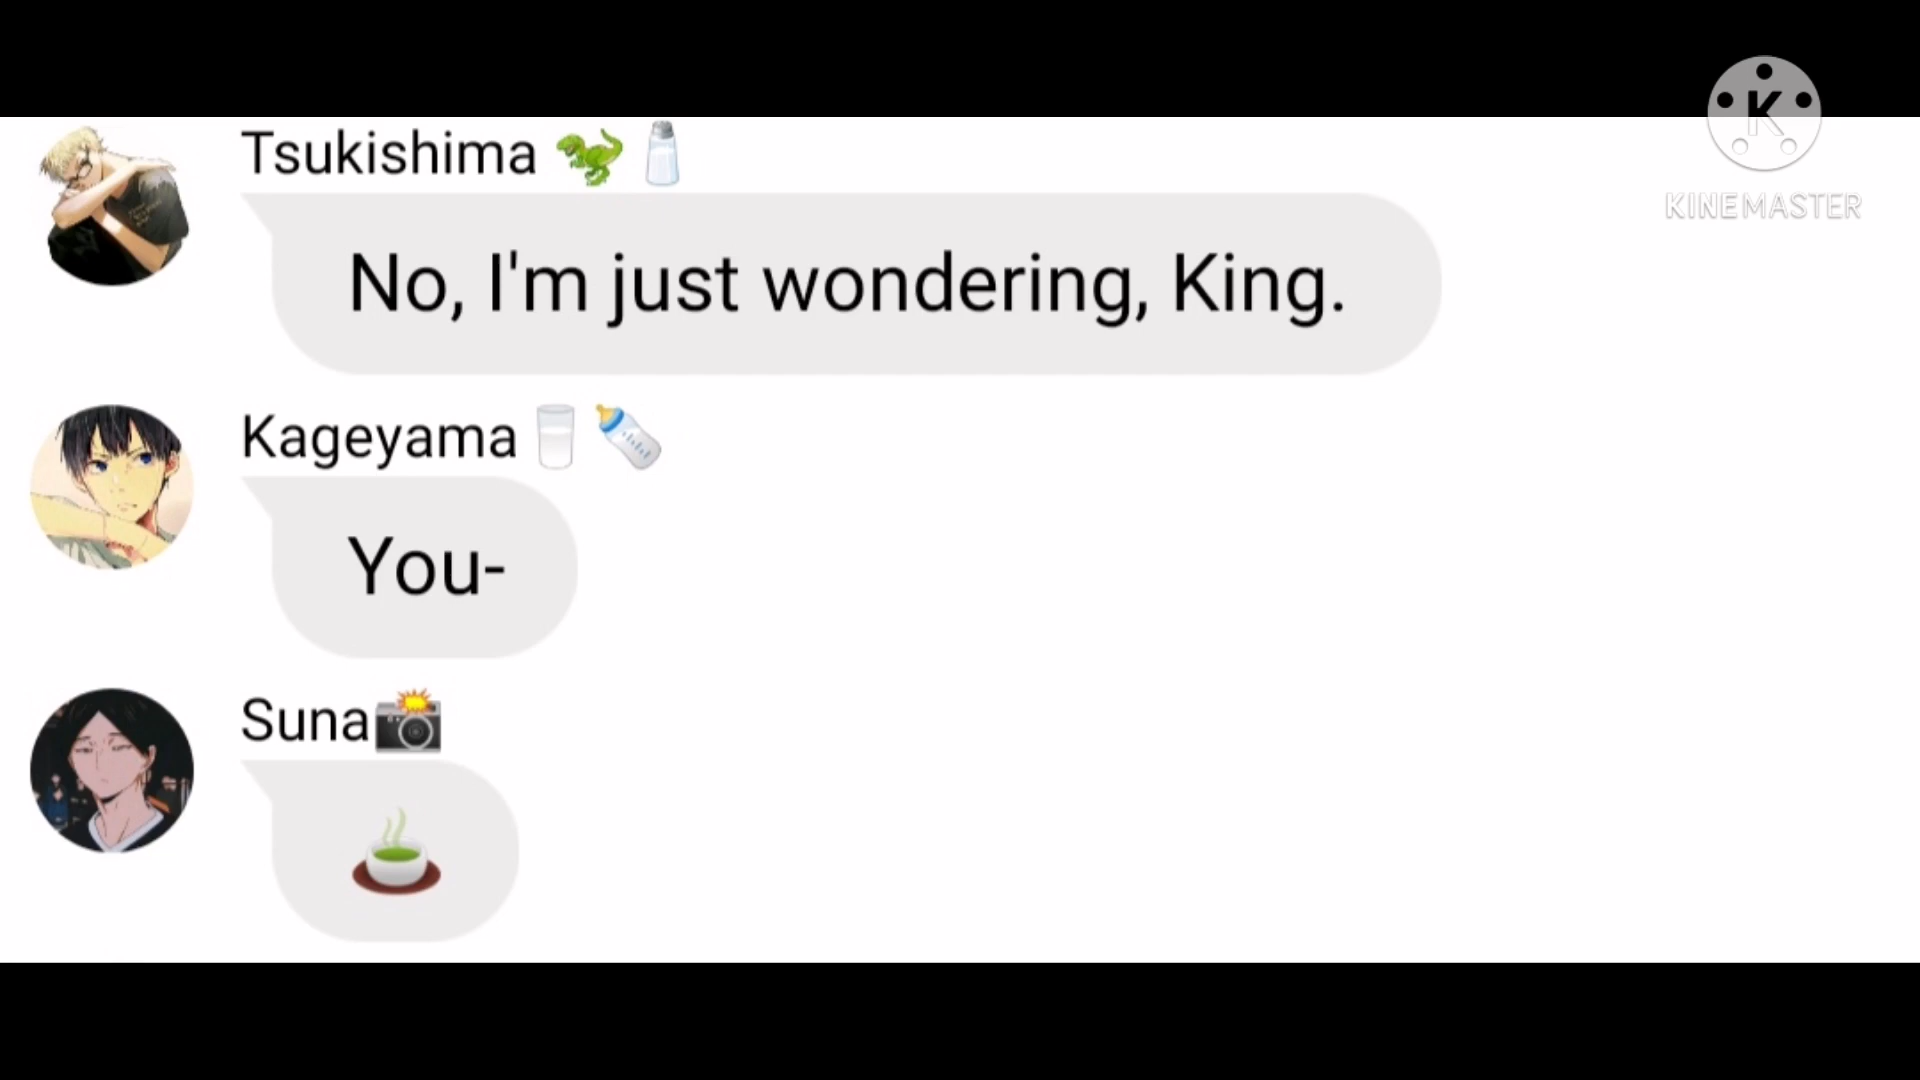 Tsukishima 🦖 🧂
No, I'm just wondering, King.
Kageyama 🥛 🍼
You-
Suna📸
🍵
K
KINEMASTER